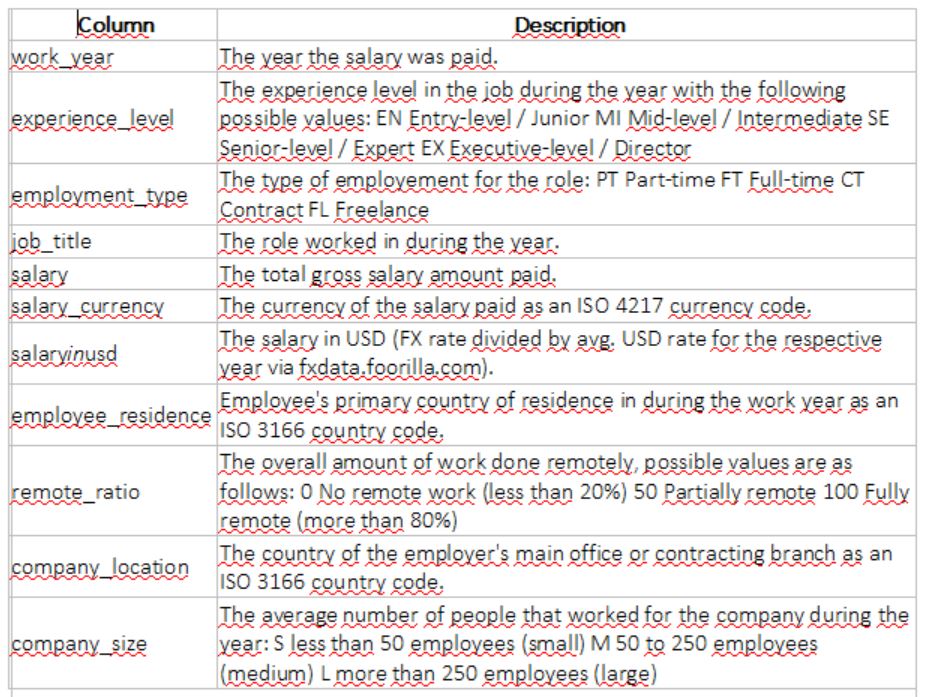 Column Description
work_year The year the salary was paid.
The experience level in the job during the year with the following
experience_level possible values: EN Entry-level / Junior MI Mid-level / Intermediate SE
Senior-level / Expert EX Executive-level / Director
employment_type The type of employement for the role: PT Part-time FT Full-time CT
Contract FL Freelance
job_title The role worked in during the year.
salary The total gross salary amount paid.
salary_currency The currency of the salary paid as an ISO 4217 currency code.
salaryinusd The salary in USD (FX rate divided by avg. USD rate for the respective
year via fxdata.foorilla.com).
employee_residence Employee's primary country of residence in during the work year as an
ISO 3166 country code.
The overall amount of work done remotely, possible values are as
remote_ratio follows: 0 No remote work (less than 20%) 50 Partially remote 100 Fully
remote (more than 80%)
company_location The country of the employer's main office or contracting branch as an
ISO 3166 country code.
The average number of people that worked for the company during the
company_size year: S less than 50 employees (small) M 50 to 250 employees
(medium) L more than 250 employees (large)